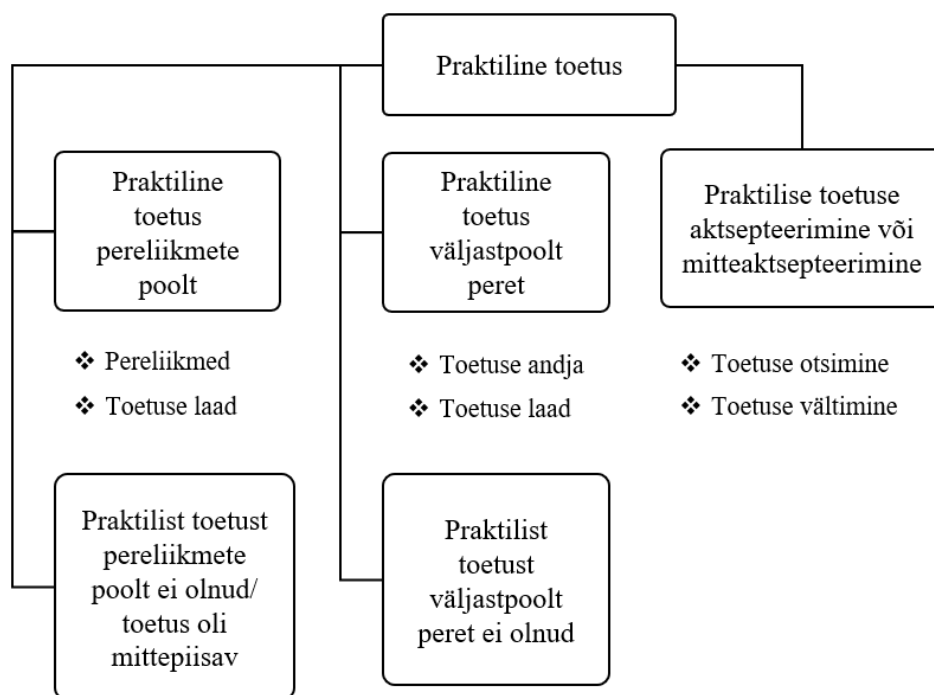 Praktiline toetus
Praktiline
toetus
pereliikmete
poolt
Praktiline
toetus
väljastpoolt
peret
Praktilise toetuse
aktsepteerimine või
mitteaktsepteerimine
❖ Pereliikmed
❖ Toetuse laad
❖ Toetuse andja
❖ Toetuse laad
❖ Toetuse otsimine
❖ Toetuse vältimine
Praktilist toetust
pereliikmete
poolt ei olnud/
toetus oli
mittepiisav
Praktilist
toetust
väljastpoolt
peret ei olnud